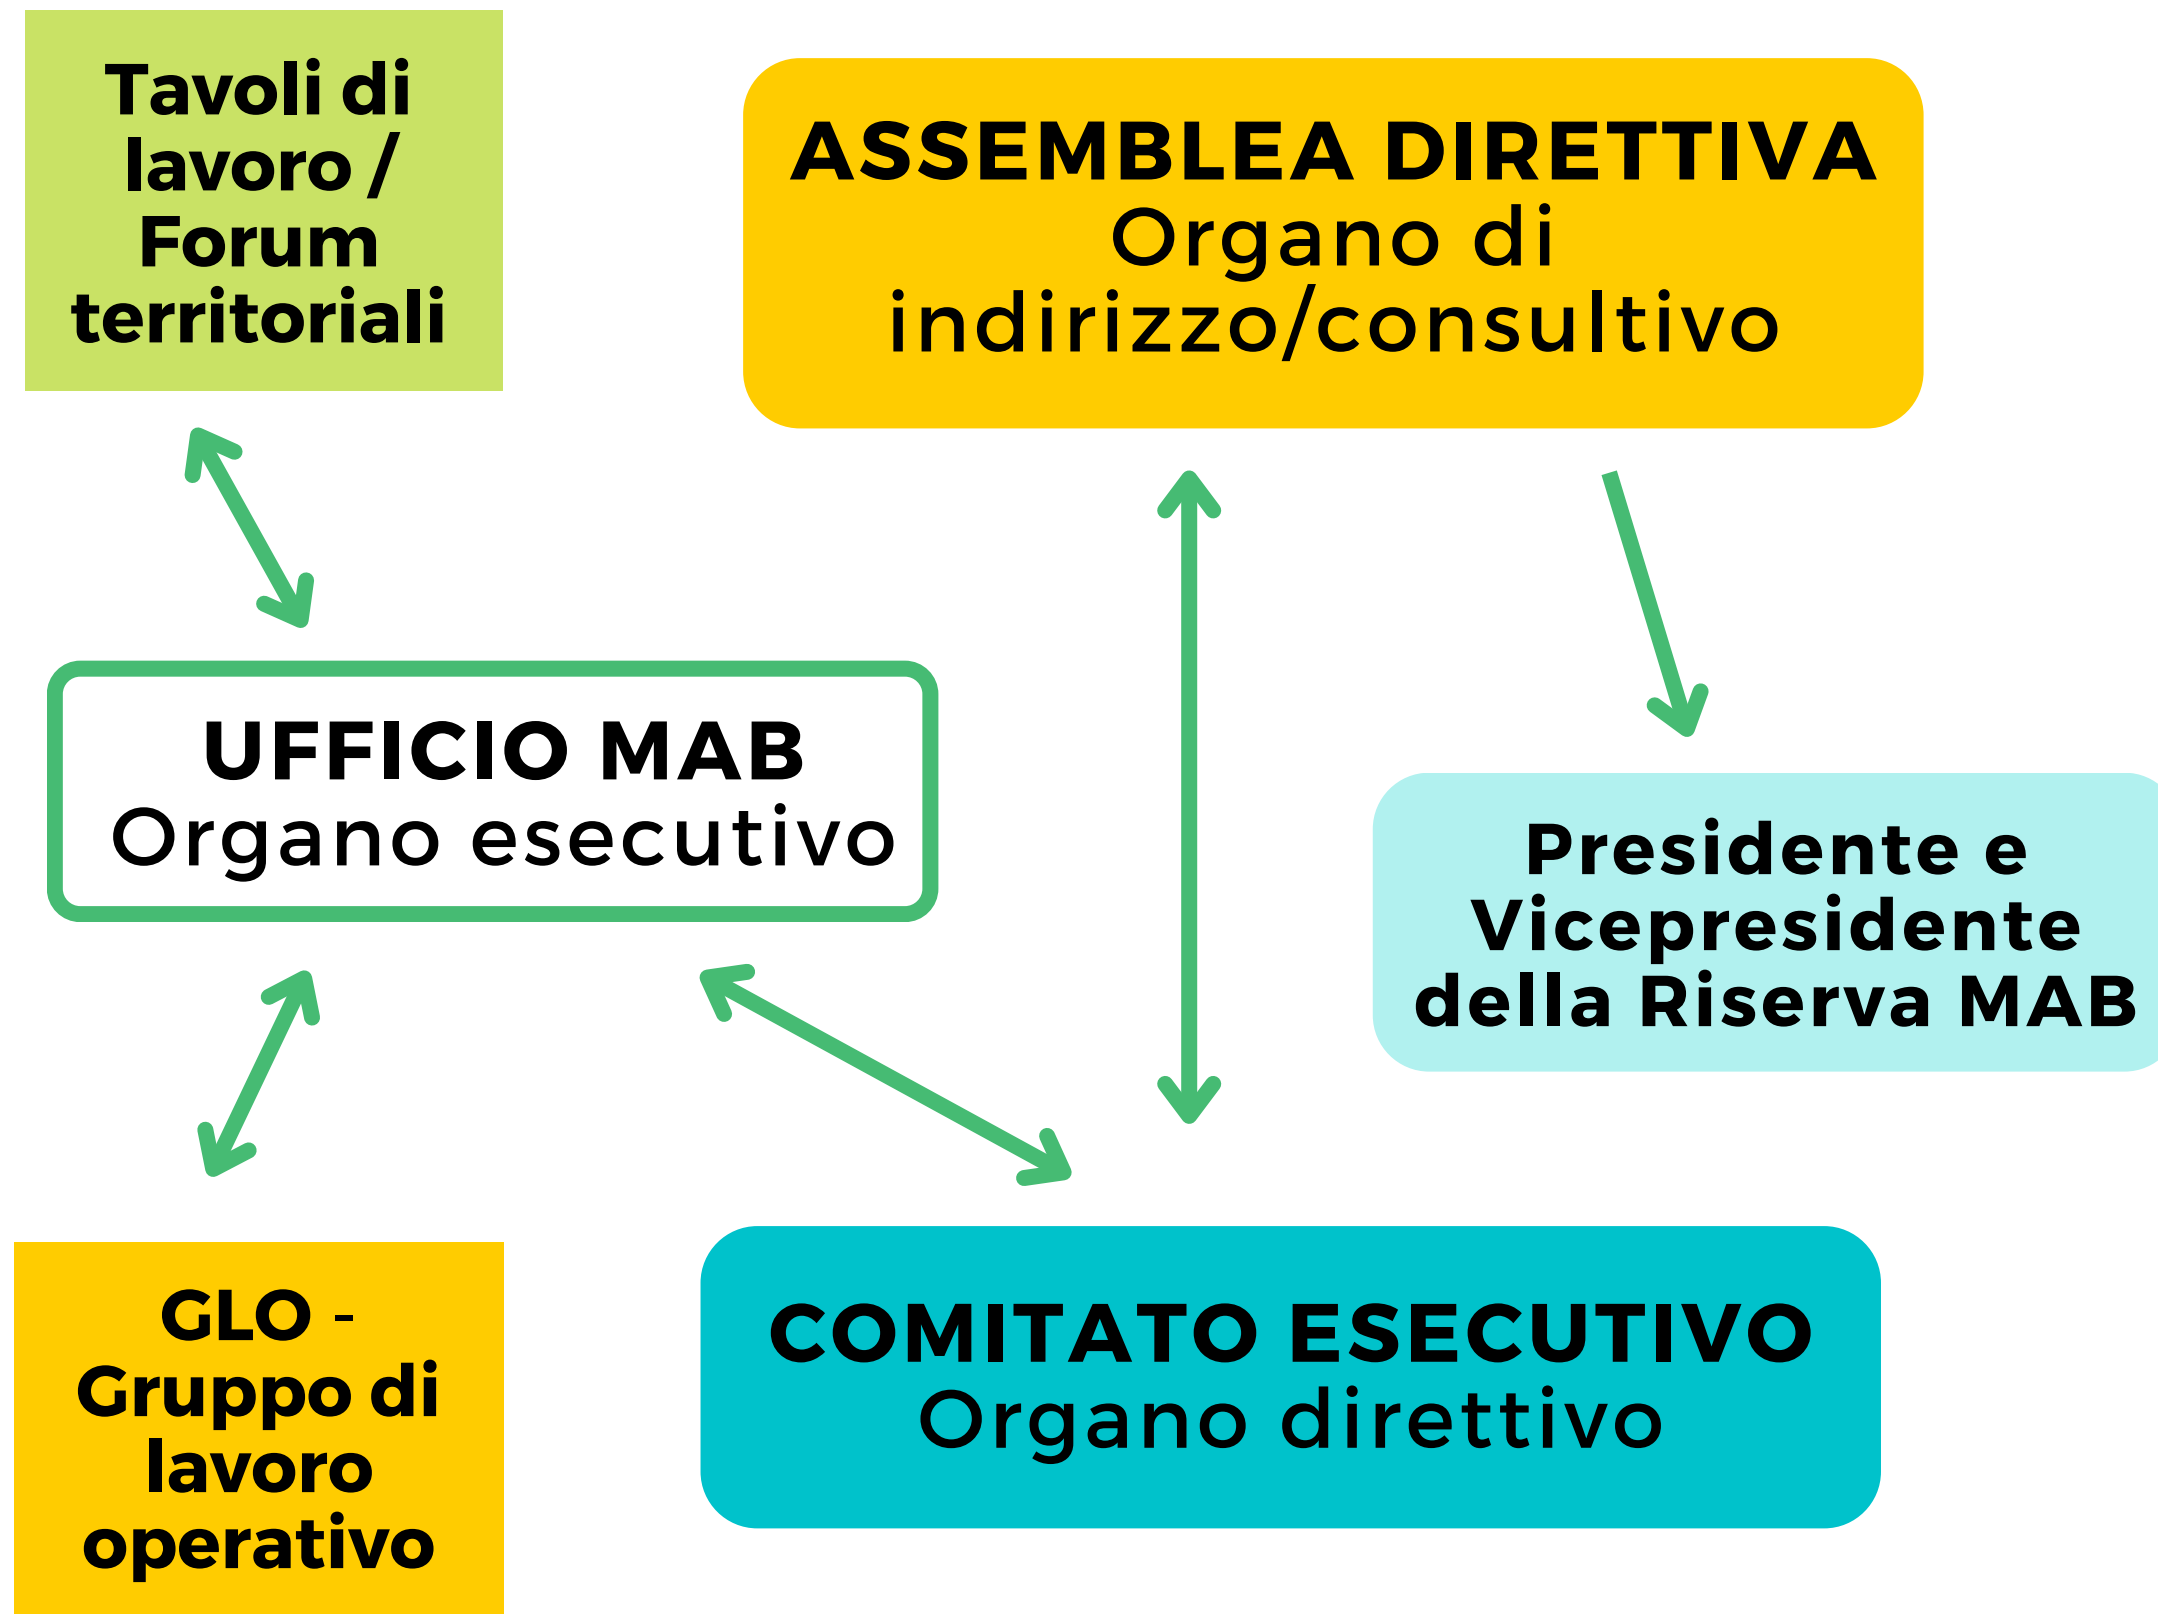 Tavoli di
lavoro /
Forum
territoriali
ASSEMBLEA DIRETTIVA
Organo di
indirizzo/consultivo
UFFICIO MAB
Organo esecutivo
Presidente e
Vicepresidente
della Riserva MAB
GLO -
Gruppo di
lavoro
operativo
COMITATO ESECUTIVO
Organo direttivo